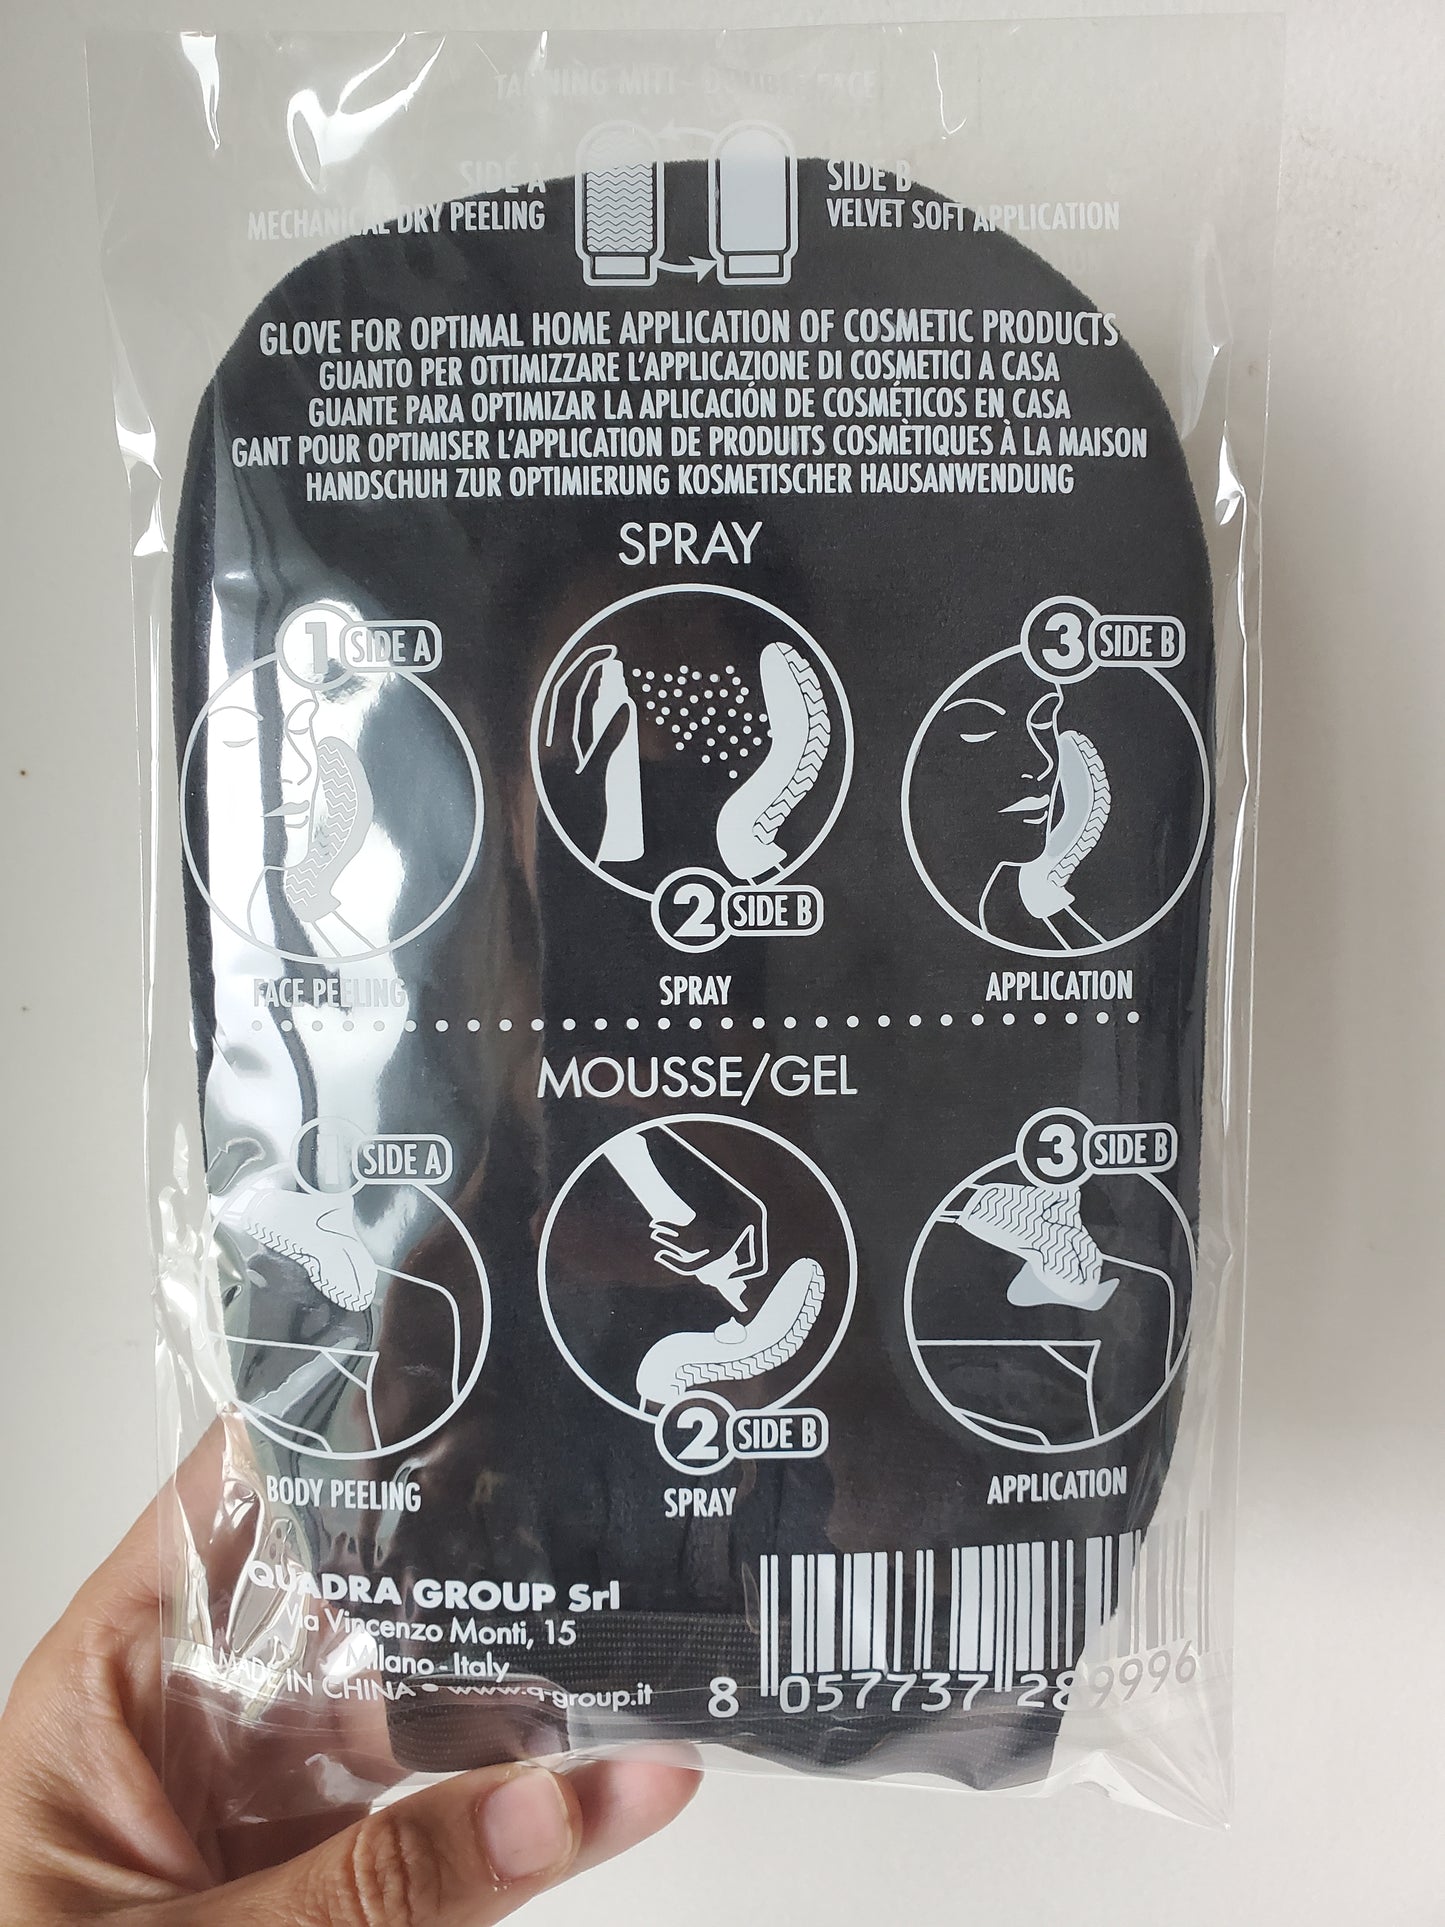 TANNING MITT - DOUBLE FACE
SIDE A
MECHANICAL DRY PEELING
SIDE B
VELVET SOFT APPLICATION
GLOVE FOR OPTIMAL HOME APPLICATION OF COSMETIC PRODUCTS
GUANTO PER OTTIMIZZARE L'APPLICAZIONE DI COSMETICI A CASA
GUANTE PARA OPTIMIZAR LA APLICACIÓN DE COSMÉTICOS EN CASA
GANT POUR OPTIMISER L'APPLICATION DE PRODUITS COSMÈTIQUES À LA MAISON
HANDSCHUH ZUR OPTIMIERUNG KOSMETISCHER HAUSANWENDUNG
SPRAY
1 SIDE A
FACE PEELING
2 SIDE B
SPRAY
3 SIDE B
APPLICATION
MOUSSE/GEL
1 SIDE A
BODY PEELING
2 SIDE B
SPRAY
3 SIDE B
APPLICATION
QUADRA GROUP Srl
Via Vincenzo Monti, 15
Milano - Italy
MADE IN CHINA • www.q-group.it
8 057737 289996